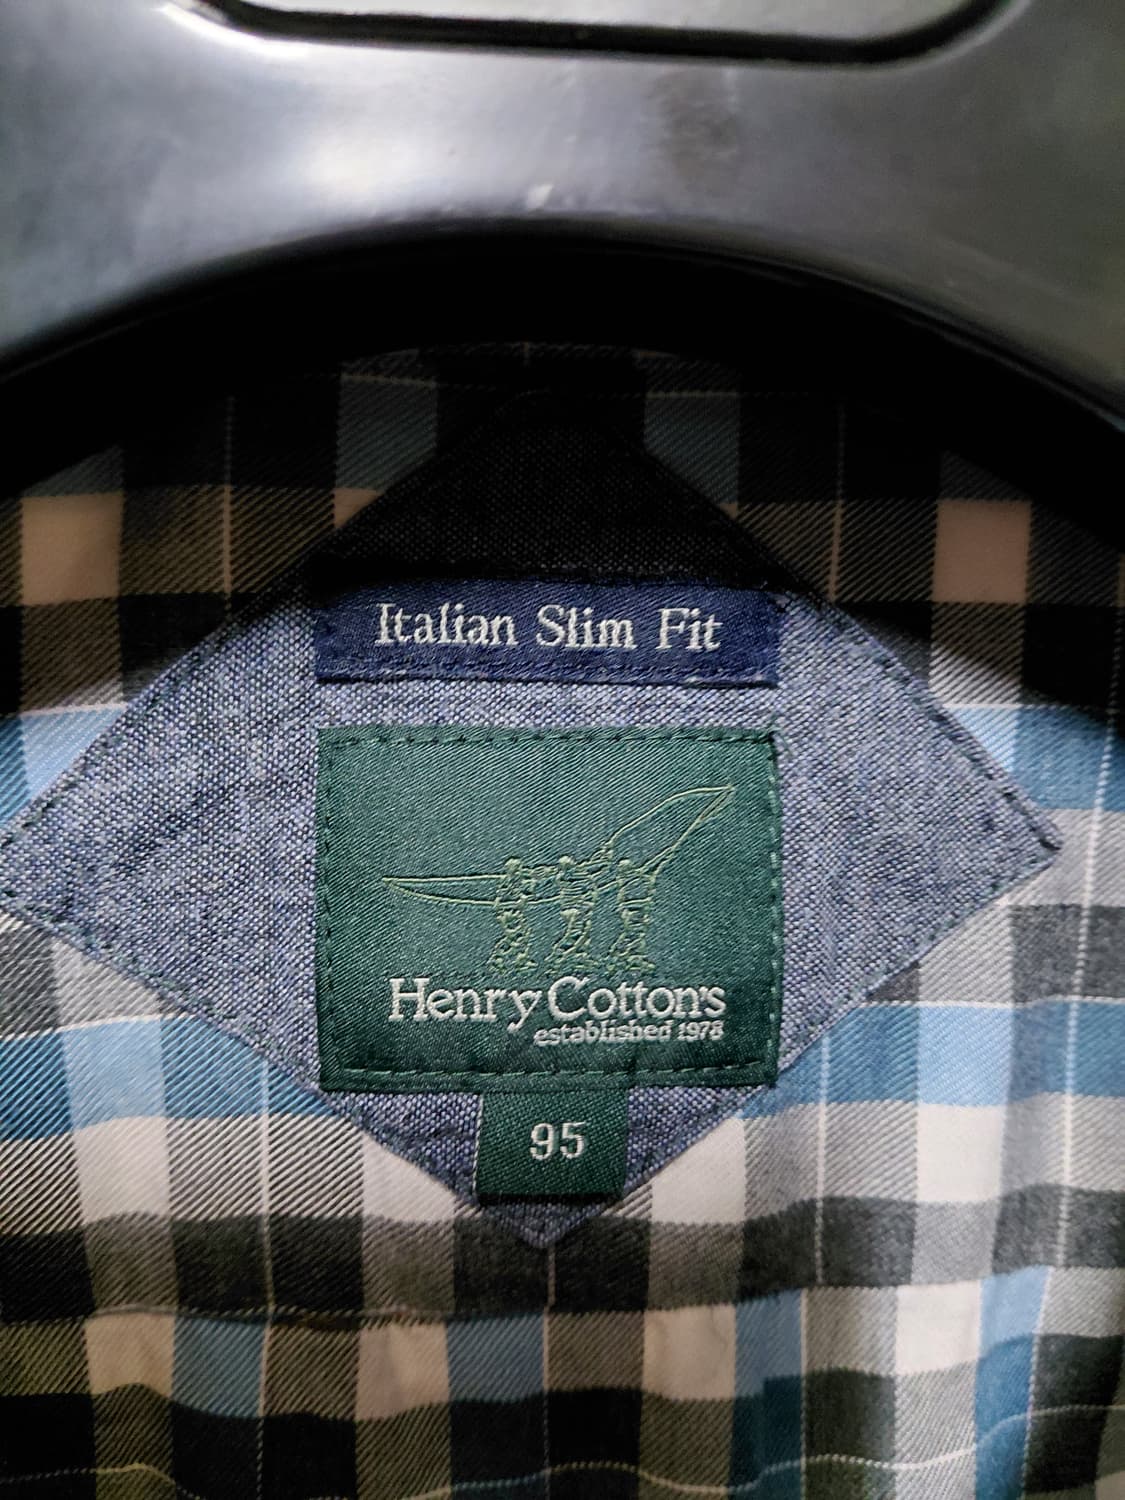 Italian Slim Fit
Henry Cotton's
established 1978
95